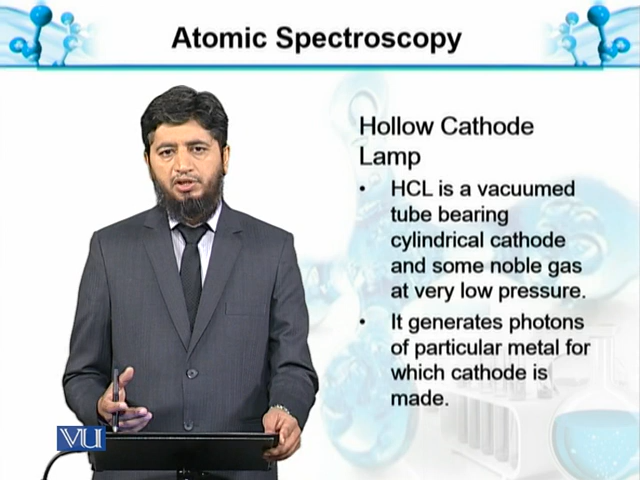 Atomic Spectroscopy
Hollow Cathode
Lamp
• HCL is a vacuumed
tube bearing
cylindrical cathode
and some noble gas
at very low pressure.
• It generates photons
of particular metal for
which cathode is
made.
VU